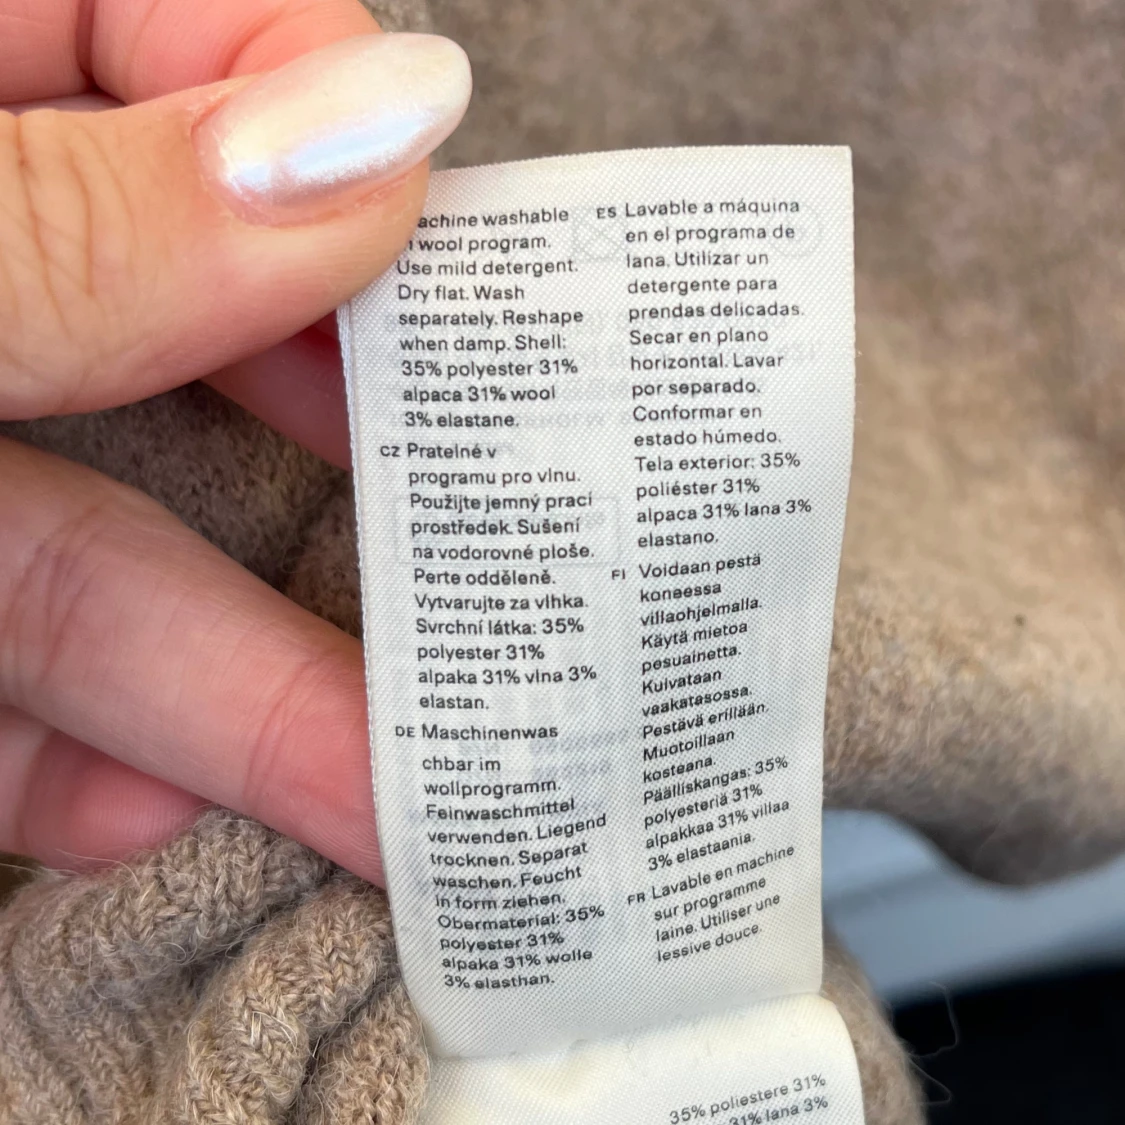 achine washable
wool program.
Use mild detergent.
Dry flat. Wash
separately. Reshape
when damp. Shell:
35% polyester 31%
alpaca 31% wool
3% elastane.
CZ Pratelné v
programu pro vlnu.
Použijte jemný prací
prostředek. Sušení
na vodorovné ploše.
Perte odděleně.
Vytvarujte za vlhka.
Svrchní látka: 35%
polyester 31%
alpaka 31% vlna 3%
elastan.
DE Maschinenwas
chbar im
wollprogramm.
Feinwaschmittel
verwenden. Liegend
trocknen. Separat
waschen. Feucht
in form ziehen.
Obermaterial: 35%
polyester 31%
alpaka 31% wolle
3% elasthan.
ES Lavable a máquina
en el programa de
lana. Utilizar un
detergente para
prendas delicadas.
Secar en plano
horizontal. Lavar
por separado.
Conformar en
estado húmedo.
Tela exterior: 35%
poliéster 31%
alpaca 31% lana 3%
elastano.
FI Voidaan pestä
koneessa
villaohjelmalla.
Käytä mietoa
pesuainetta.
Kuivataan
vaakatasossa.
Pestävä erillään.
Muotoillaan
kosteana.
Päälliskangas: 35%
polyesteriä 31%
alpakkaa 31% villaa
3% elastaania.
FR Lavable en machine
sur programme
laine. Utiliser une
lessive douce.
35% poliestere 31%
31% lana 3%